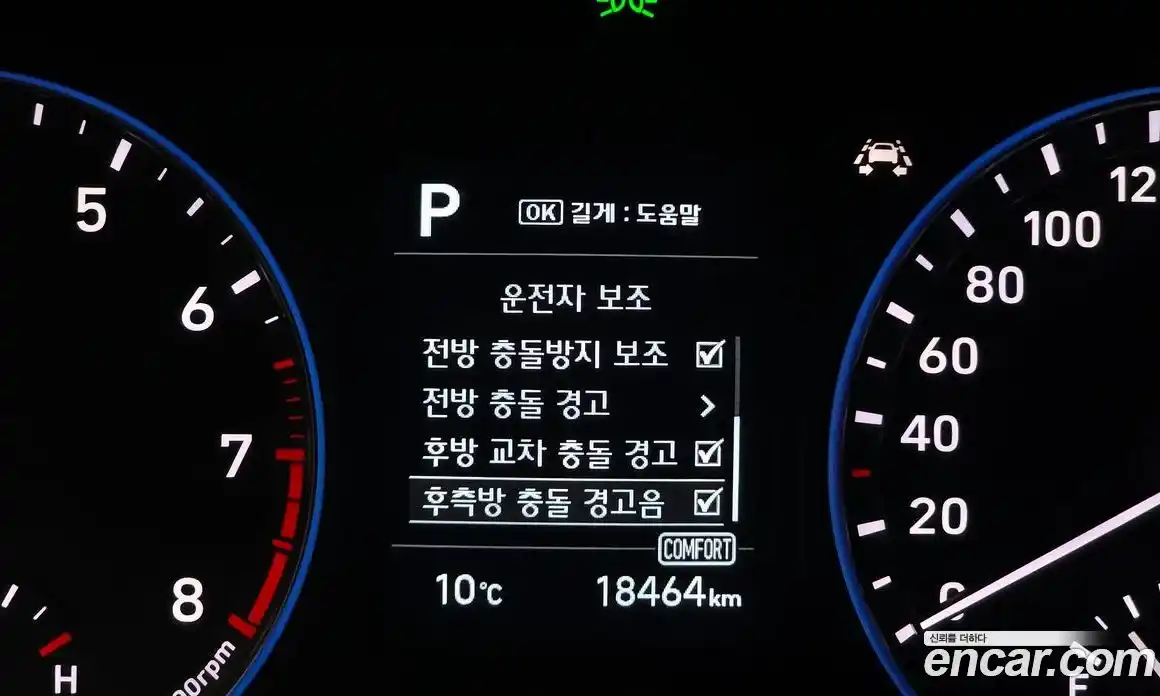 5
6
7
8
00rpm
H
P
OK 길게 : 도움말
운전자 보조
전방 충돌방지 보조
전방 충돌 경고 >
후방 교차 충돌 경고
후측방 충돌 경고음
COMFORT
10℃ 18464km
12
100
80
60
40
20
0
신뢰를 더하다
encar.com